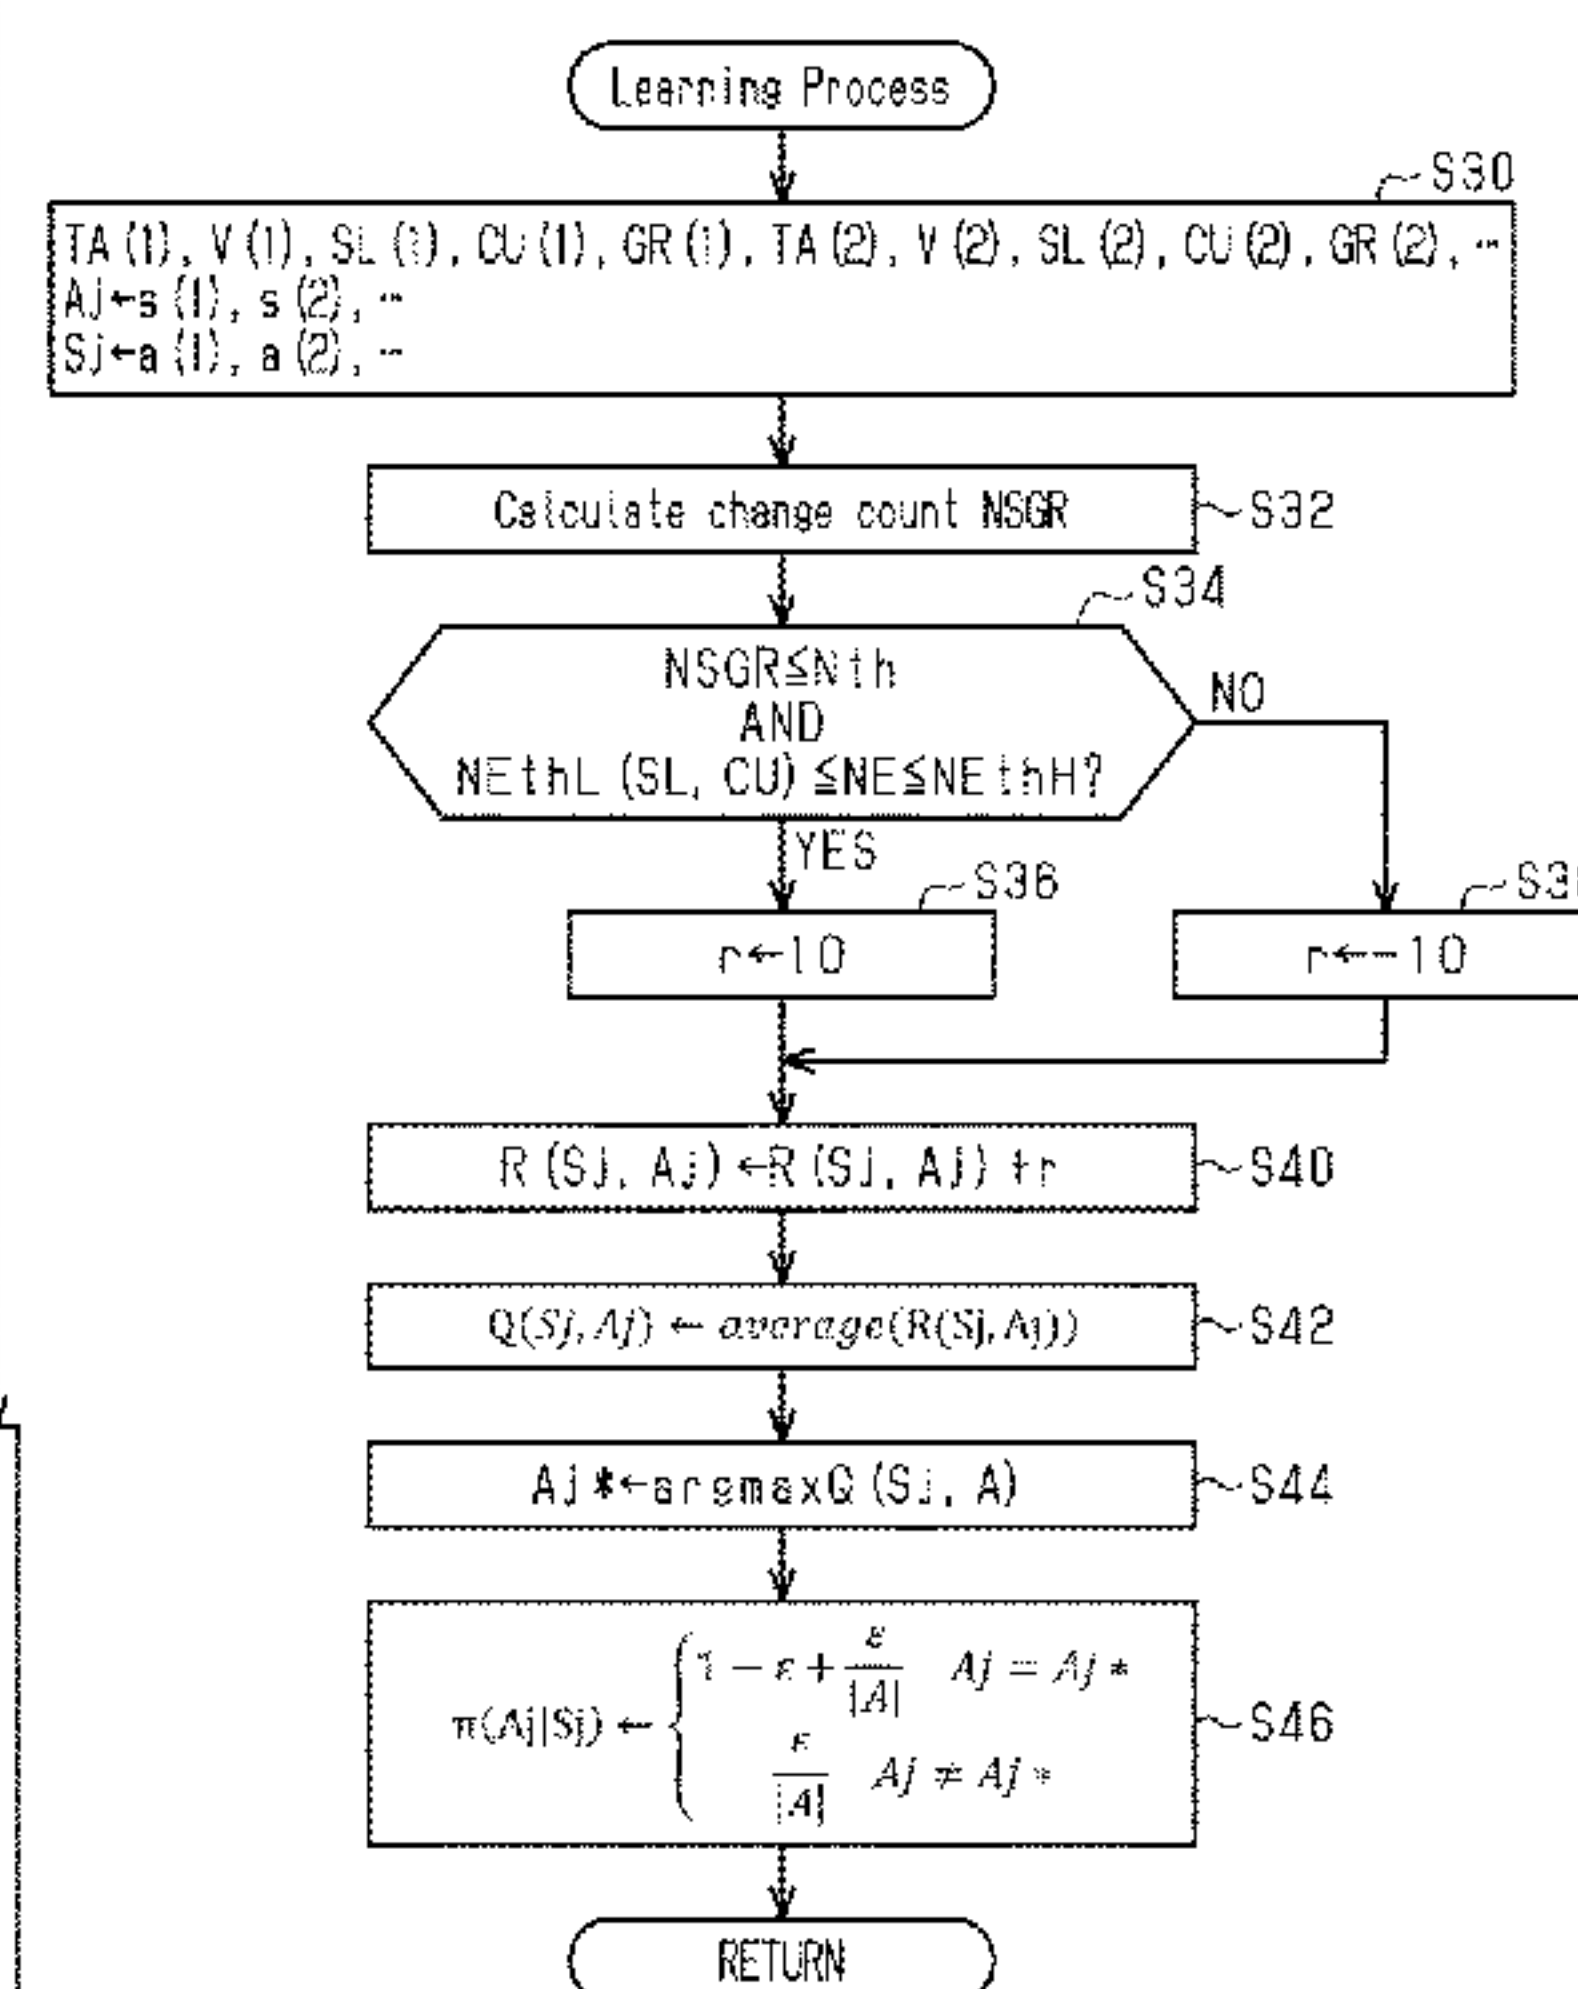 Learning Process
S30
TA(1), V(1), SL(1), CU(1), GR(1), TA(2), V(2), SL(2), CU(2), GR(2), …
Aj←s(1), s(2), …
Sj←a(1), a(2), …
Calculate change count NSGR
S32
S34
NSGR≦Nth
AND
NEthL(SL, CU)≦NE≦NEthH?
NO
YES
S36
r←10
r←-10
R(Sj, Aj)←R(Sj, Aj)+r
S40
Q(Sj, Aj) ← average(R(Sj, Aj))
S42
Aj*←argmaxQ(Sj, A)
S44
π(Aj|Sj) ← { 1 − ε + ε/|A| Aj = Aj *
ε/|A| Aj ≠ Aj *
S46
RETURN